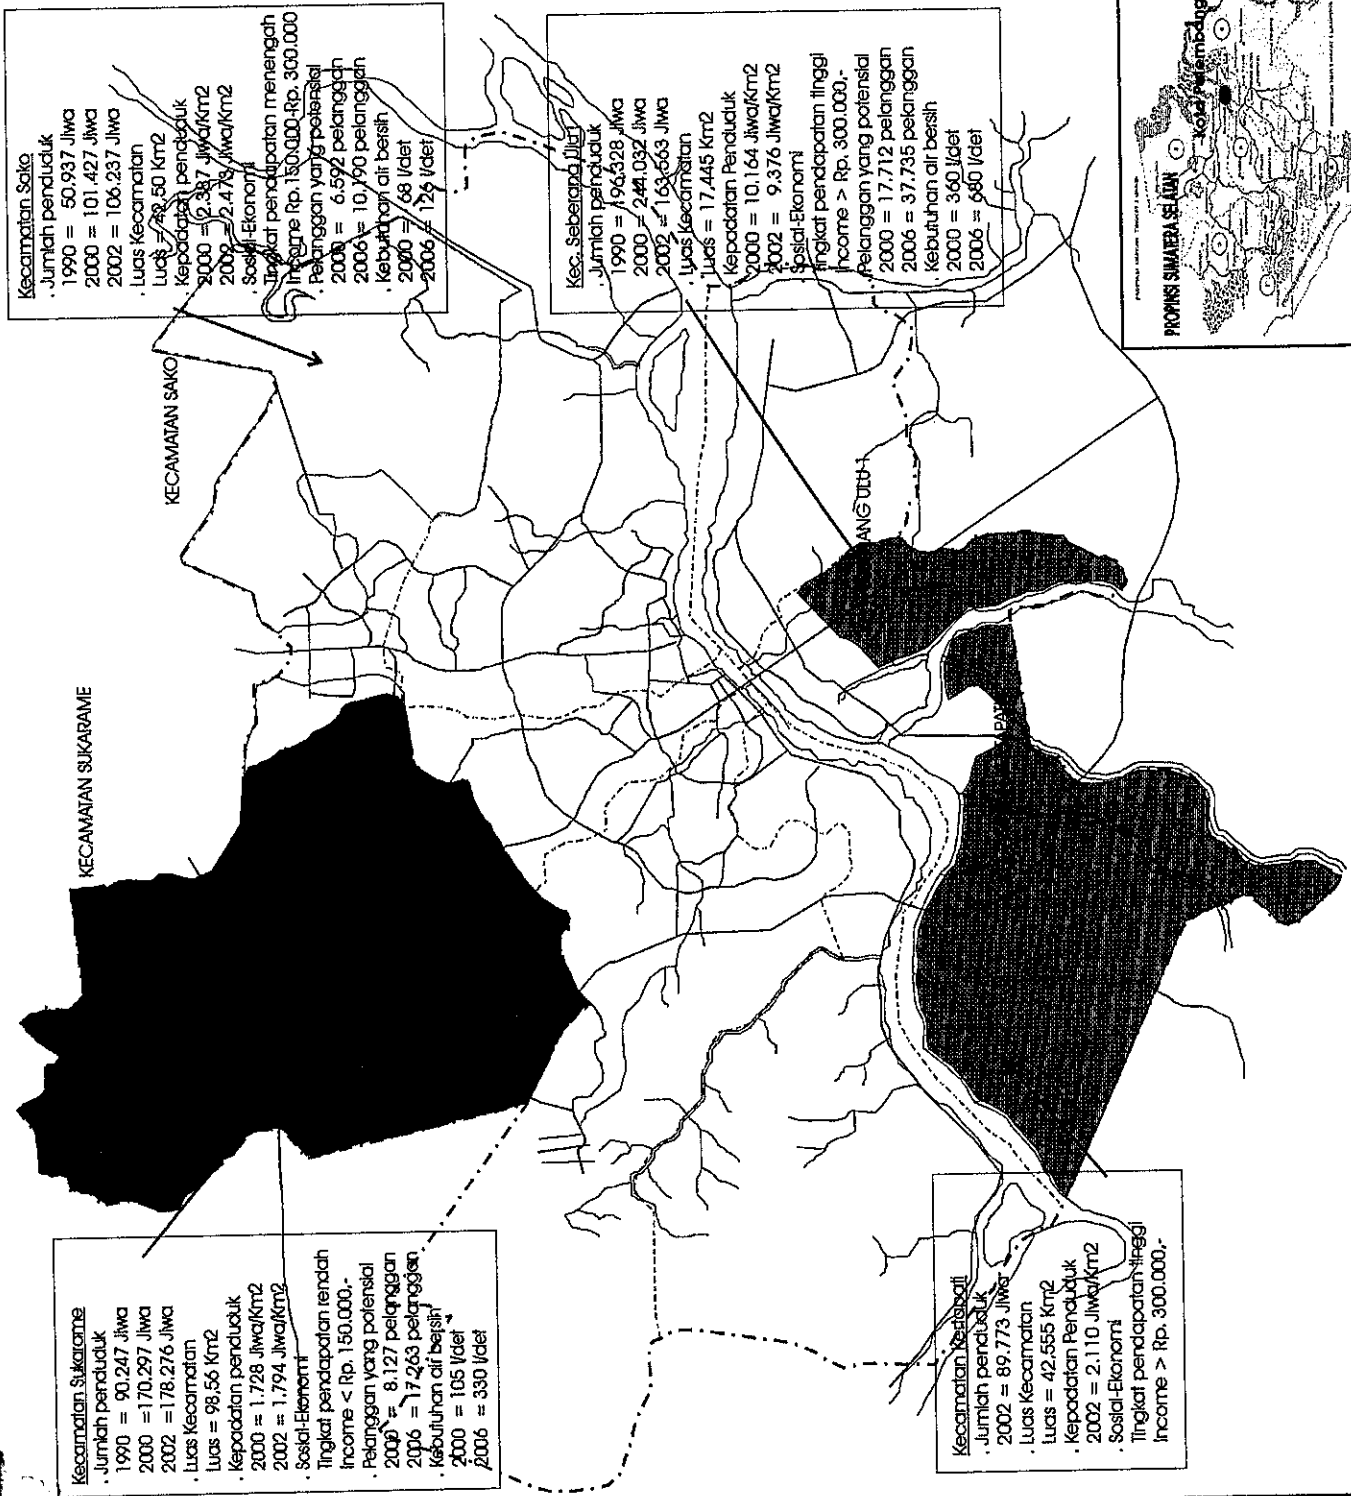 Kecamatan Sukarame
. Jumlah penduduk
1990 = 90.247 Jiwa
2000 =170.297 Jiwa
2002 =178.276 Jiwa
. Luas Kecamatan
Luas = 98,56 Km2
. Kepadatan penduduk
2000 = 1.728 Jiwa/Km2
2002 = 1.794 Jiwa/Km2
. Sosial-Ekonomi
Tingkat pendapatan rendah
Income < Rp. 150.000,-
. Pelanggan yang potensial
2000 = 8.127 pelanggan
2006 = 17.263 pelanggan
. Kebutuhan air bersih
2000 = 105 l/det
2006 = 330 l/det
KECAMATAN SUKARAME
KECAMATAN SAKO
Kecamatan Sako
. Jumlah penduduk
1990 = 50.937 Jiwa
2000 = 101.427 Jiwa
2002 = 106.237 Jiwa
. Luas Kecamatan
Luas = 42,50 Km2
. Kepadatan penduduk
2000 = 2.387 Jiwa/Km2
2002 = 2.473 Jiwa/Km2
. Sosial-Ekonomi
Tingkat pendapatan menengah
Income Rp.150.000-Rp. 300.000
. Pelanggan yang potensial
2000 = 6.592 pelanggan
2006 = 10.190 pelanggan
. Kebutuhan air bersih
2000 = 68 l/det
2006 = 126 l/det
Kec. Seberang Ulu 1
. Jumlah penduduk
1990 = 196.328 Jiwa
2000 = 244.032 Jiwa
2002 = 163.563 Jiwa
. Luas Kecamatan
Luas = 17,445 Km2
. Kepadatan Penduduk
2000 = 10.164 Jiwa/Km2
2002 = 9.376 Jiwa/Km2
. Sosial-Ekonomi
Tingkat pendapatan tinggi
Income > Rp. 300.000,-
. Pelanggan yang potensial
2000 = 17.712 pelanggan
2006 = 37.735 pelanggan
. Kebutuhan air bersih
2000 = 360 l/det
2006 = 680 l/det
ANG ULU-1
APAT
Kecamatan Kertapati
. Jumlah penduduk
2002 = 89.773 Jiwa
. Luas Kecamatan
Luas = 42,555 Km2
. Kepadatan Penduduk
2002 = 2.110 Jiwa/Km2
. Sosial-Ekonomi
Tingkat pendapatan tinggi
Income > Rp. 300.000,-
PROPINSI SUMATERA SELATAN
Kota Palembang